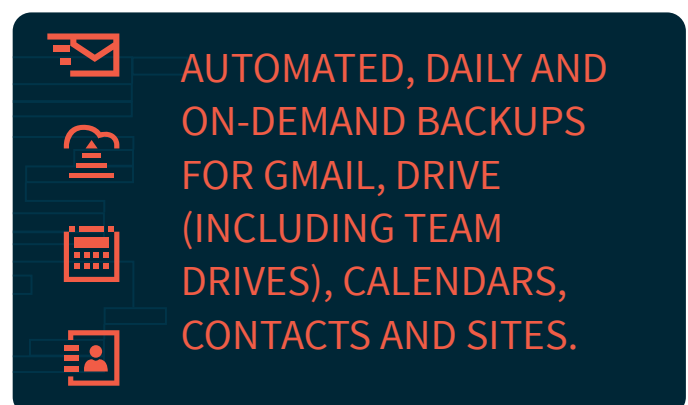 AUTOMATED, DAILY AND
ON-DEMAND BACKUPS
FOR GMAIL, DRIVE
(INCLUDING TEAM
DRIVES), CALENDARS,
CONTACTS AND SITES.